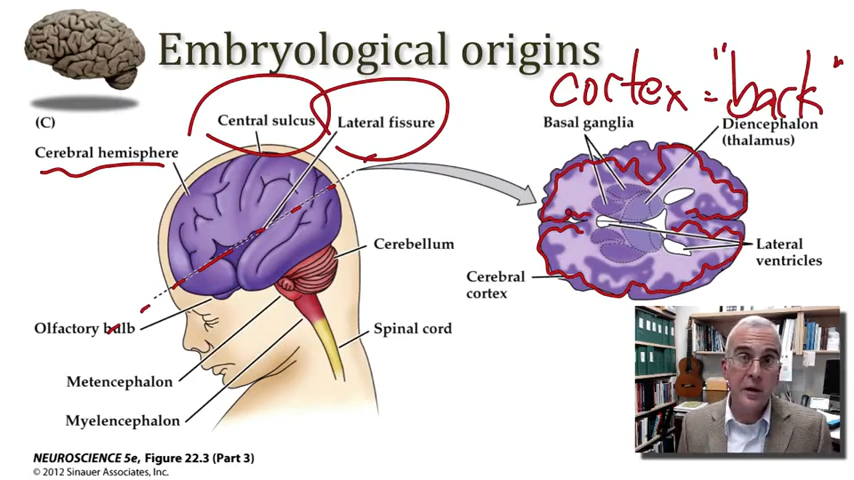 Embryological origins
cortex = "bark"
(C)
Central sulcus
Lateral fissure
Cerebral hemisphere
Cerebellum
Olfactory bulb
Spinal cord
Metencephalon
Myelencephalon
Basal ganglia
Diencephalon
(thalamus)
Lateral
ventricles
Cerebral
cortex
NEUROSCIENCE 5e, Figure 22.3 (Part 3)
© 2012 Sinauer Associates, Inc.